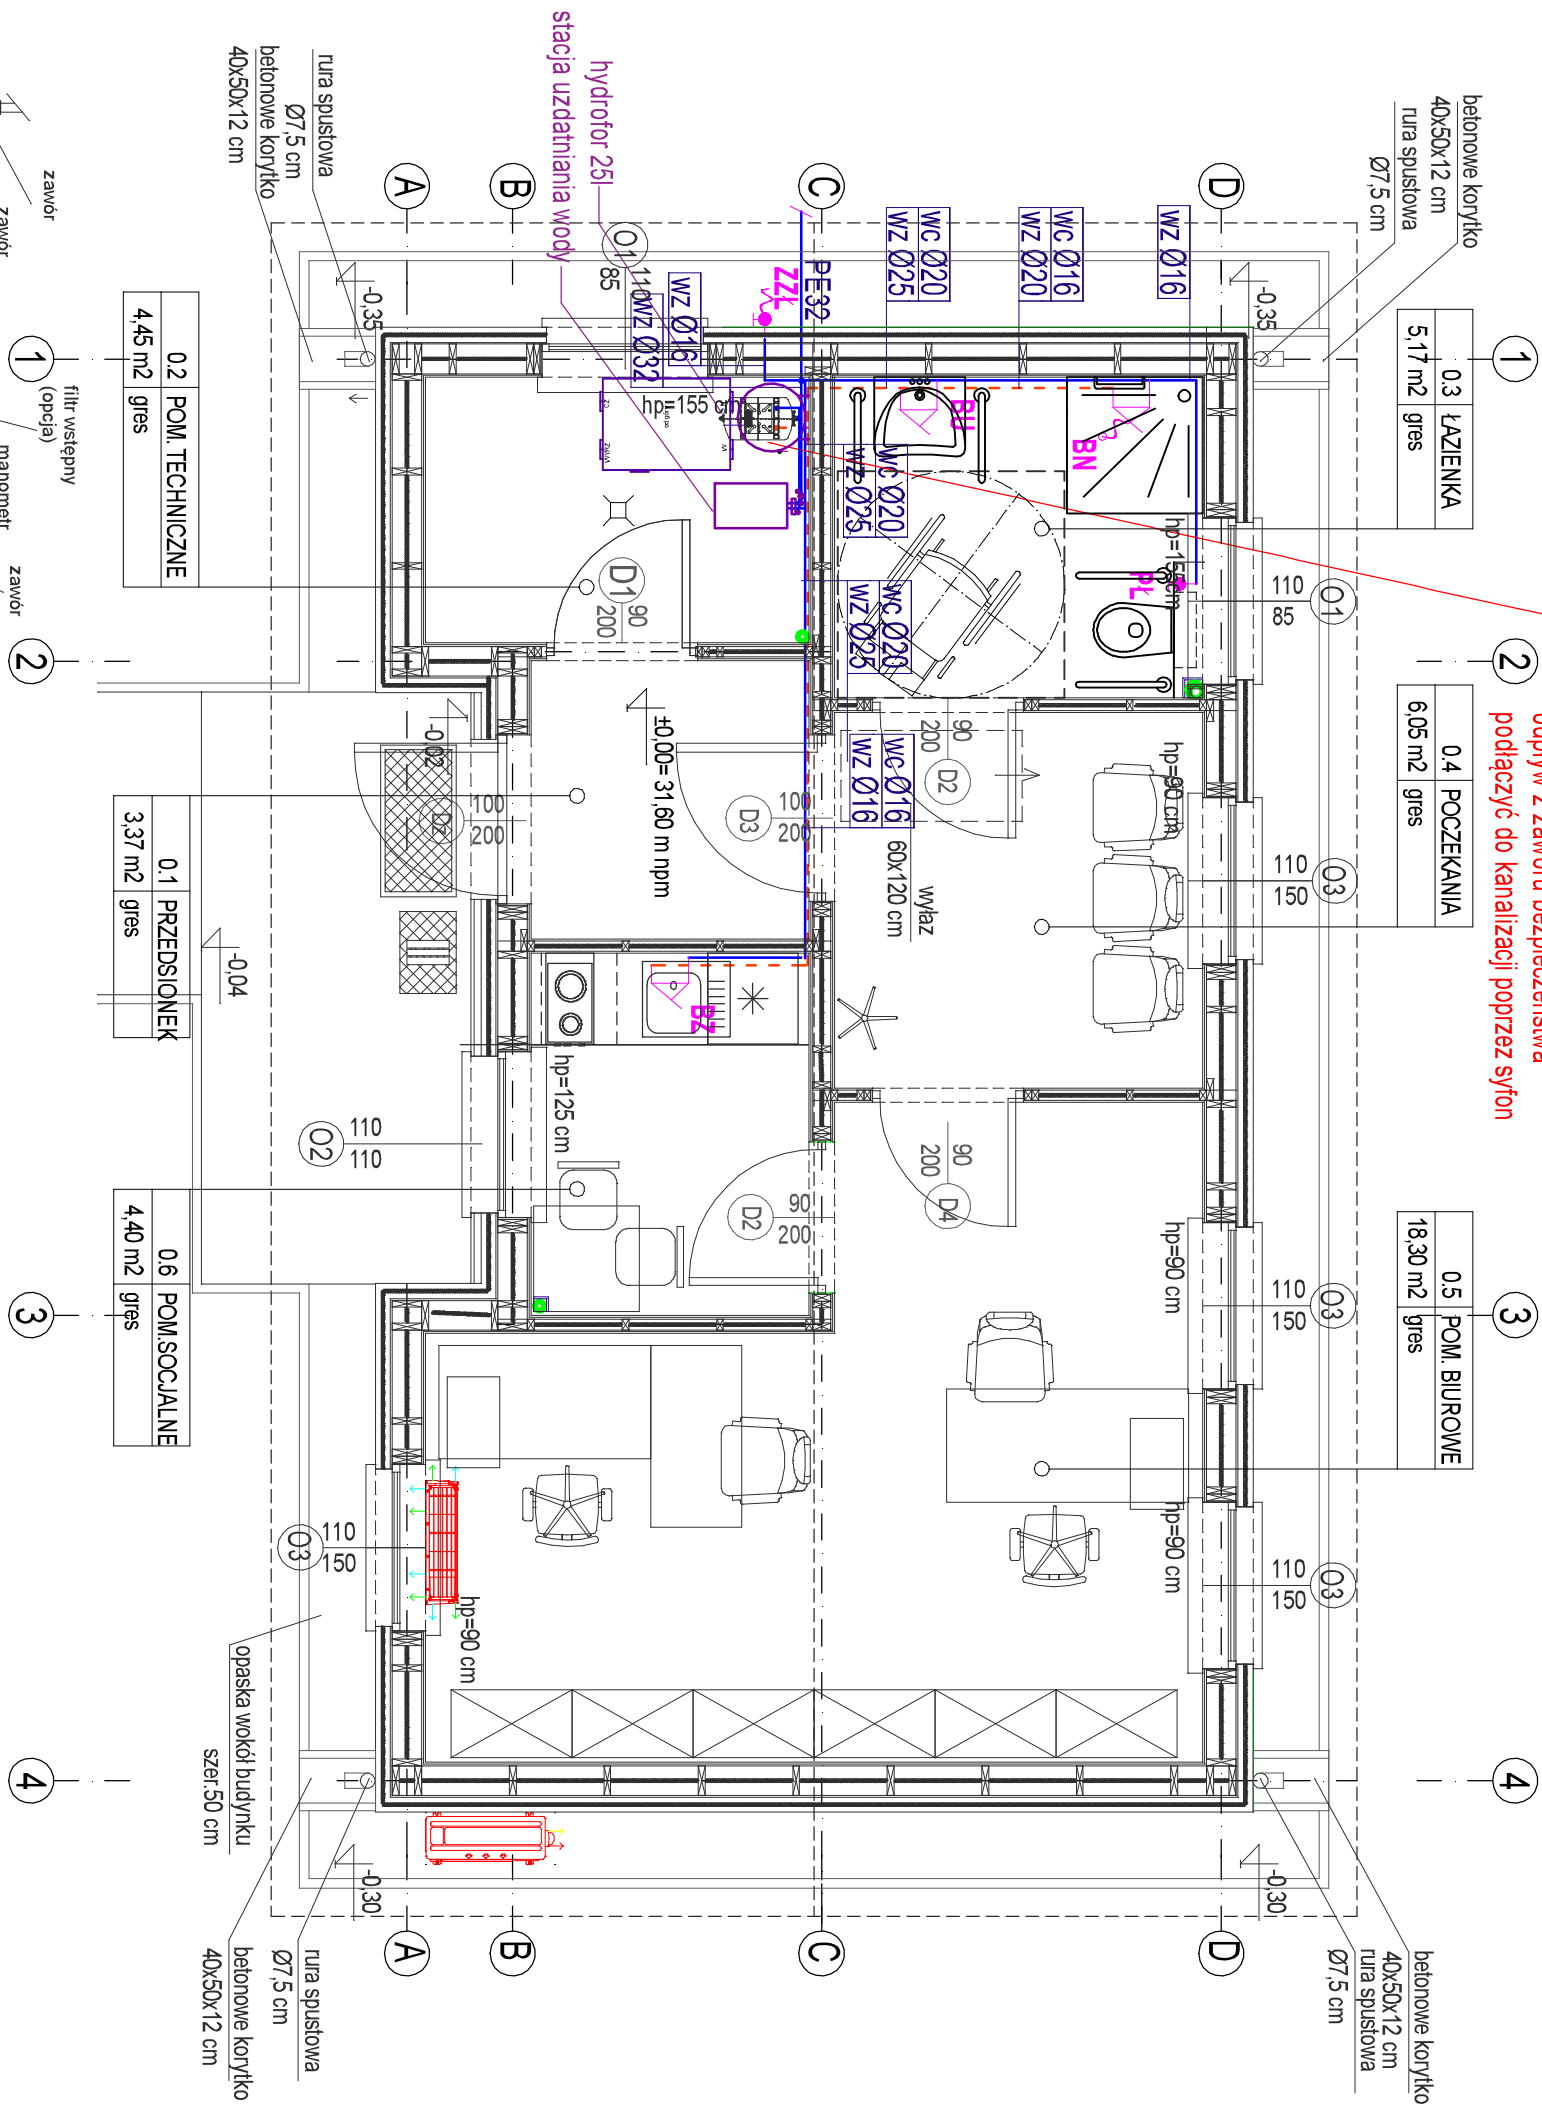 betonowe korytko
40x50x12 cm
rura spustowa
Ø7,5 cm
rura spustowa
Ø7,5 cm
betonowe korytko
40x50x12 cm
hydrofor 25l
stacja uzdatniania wody
zawór
zawór
filtr wstępny
(opcja)
manometr
zawór
A
B
C
D
1
2
3
4
1
2
3
4
A
B
C
D
-0,35
-0,35
0.3 ŁAZIENKA
5,17 m2 gres
0.4 POCZEKANIA
6,05 m2 gres
0.5 POM. BIUROWE
18,30 m2 gres
0.2 POM. TECHNICZNE
4,45 m2 gres
0.1 PRZEDSIONEK
3,37 m2 gres
0.6 POM.SOCJALNE
4,40 m2 gres
podłączyć do kanalizacji poprzez syfon
wz Ø16
wc Ø16
wz Ø20
wc Ø20
wz Ø25
PE32
ZZŁ
wz Ø16
wz Ø32
O1 110
85
hp=155 cm
BU
BN
PŁ
hp=155cm
110
85
O1
wc Ø20
wz Ø25
wc Ø20
wz Ø25
wc Ø16
wz Ø16
D1
90
200
±0,00= 31,60 m npm
-0,02
-0,04
Dz
100
200
D3
100
200
90
200
D2
wyłaz
60x120 cm
hp=90 cm
110
150
O3
BZ
hp=125 cm
110
110
O2
D2
90
200
90
200
D4
hp=90 cm
110
150
O3
hp=90 cm
110
150
O3
110
150
O3
hp=90 cm
opaska wokół budynku
szer.50 cm
-0,30
-0,30
rura spustowa
Ø7,5 cm
betonowe korytko
40x50x12 cm
betonowe korytko
40x50x12 cm
rura spustowa
Ø7,5 cm